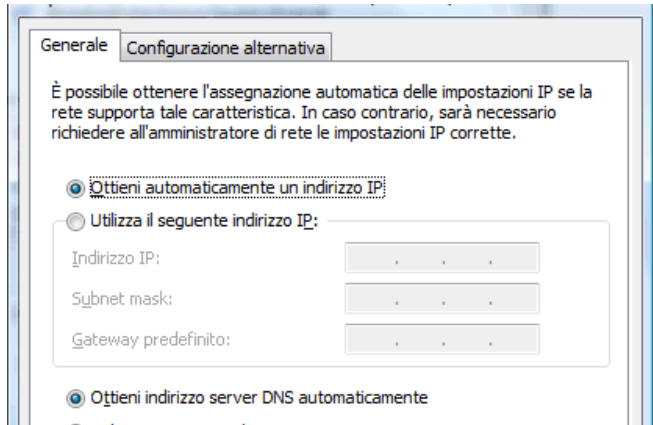 Generale
Configurazione alternativa
È possibile ottenere l'assegnazione automatica delle impostazioni IP se la
rete supporta tale caratteristica. In caso contrario, sarà necessario
richiedere all'amministratore di rete le impostazioni IP corrette.
Ottieni automaticamente un indirizzo IP
Utilizza il seguente indirizzo IP:
Indirizzo IP:
. . .
Subnet mask:
. . .
Gateway predefinito:
. . .
Ottieni indirizzo server DNS automaticamente